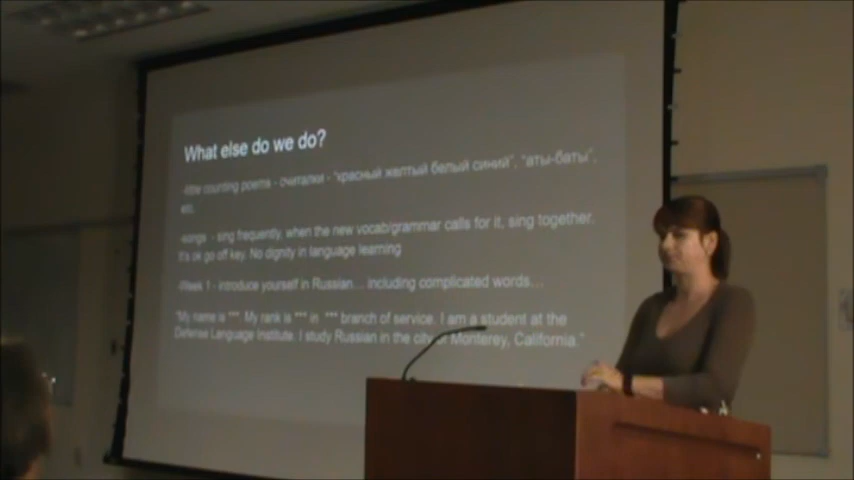 What else do we do?
-little counting poems - считалки - "красный желтый белый синий", "аты-баты",
etc.
-songs - sing frequently, when the new vocab/grammar calls for it, sing together.
It's ok go off key. No dignity in language learning
-Week 1 - introduce yourself in Russian... including complicated words...
"My name is ***. My rank is *** in *** branch of service. I am a student at the
Defense Language Institute. I study Russian in the city of Monterey, California."